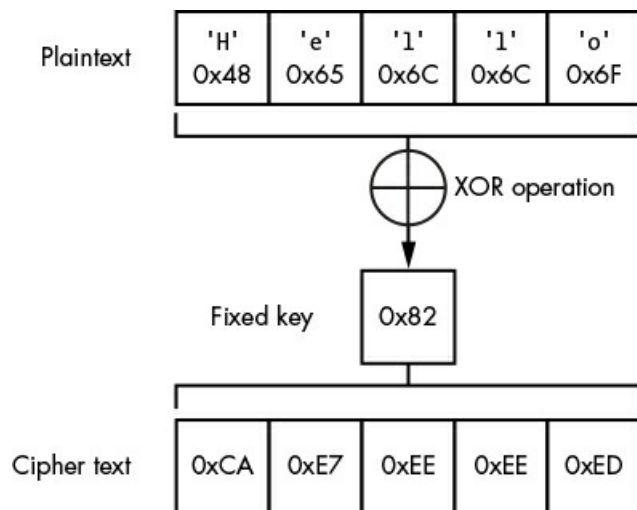 Plaintext
'H' 'e' 'l' 'l' 'o'
0x48 0x65 0x6C 0x6C 0x6F
XOR operation
Fixed key 0x82
Cipher text 0xCA 0xE7 0xEE 0xEE 0xED